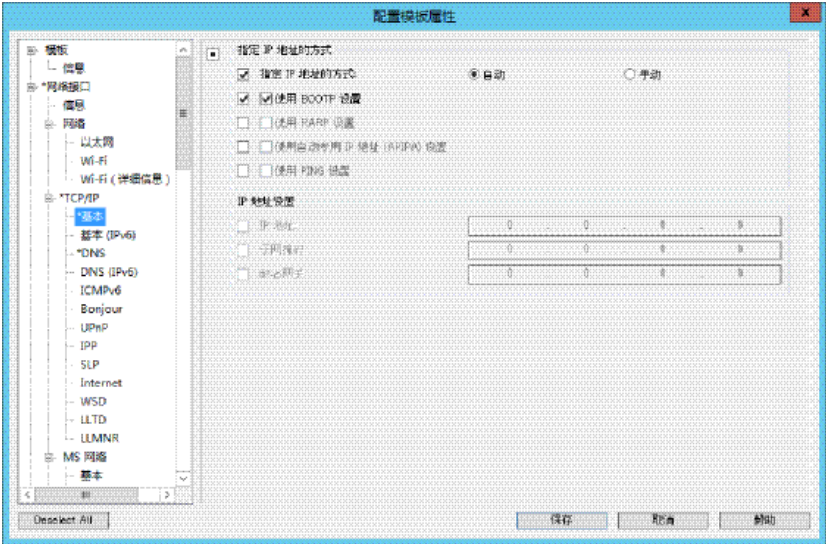 配置模板属性
x
模板
信息
*网络接口
信息
网络
以太网
Wi-Fi
Wi-Fi（详细信息）
*TCP/IP
*基本
基本 (IPv6)
*DNS
DNS (IPv6)
ICMPv6
Bonjour
UPnP
IPP
SLP
Internet
WSD
LLTD
LLMNR
MS 网络
基本
指定 IP 地址的方式
指定 IP 地址的方式 自动 手动
使用 BOOTP 设置
使用 RARP 设置
使用自动专用 IP 地址 (APIPA) 设置
使用 PING 设置
IP 地址设置
IP 地址
子网掩码
0 . 0 . 0 . 0
0 . 0 . 0 . 0
0 . 0 . 0 . 0
Deselect All 保存 取消 帮助